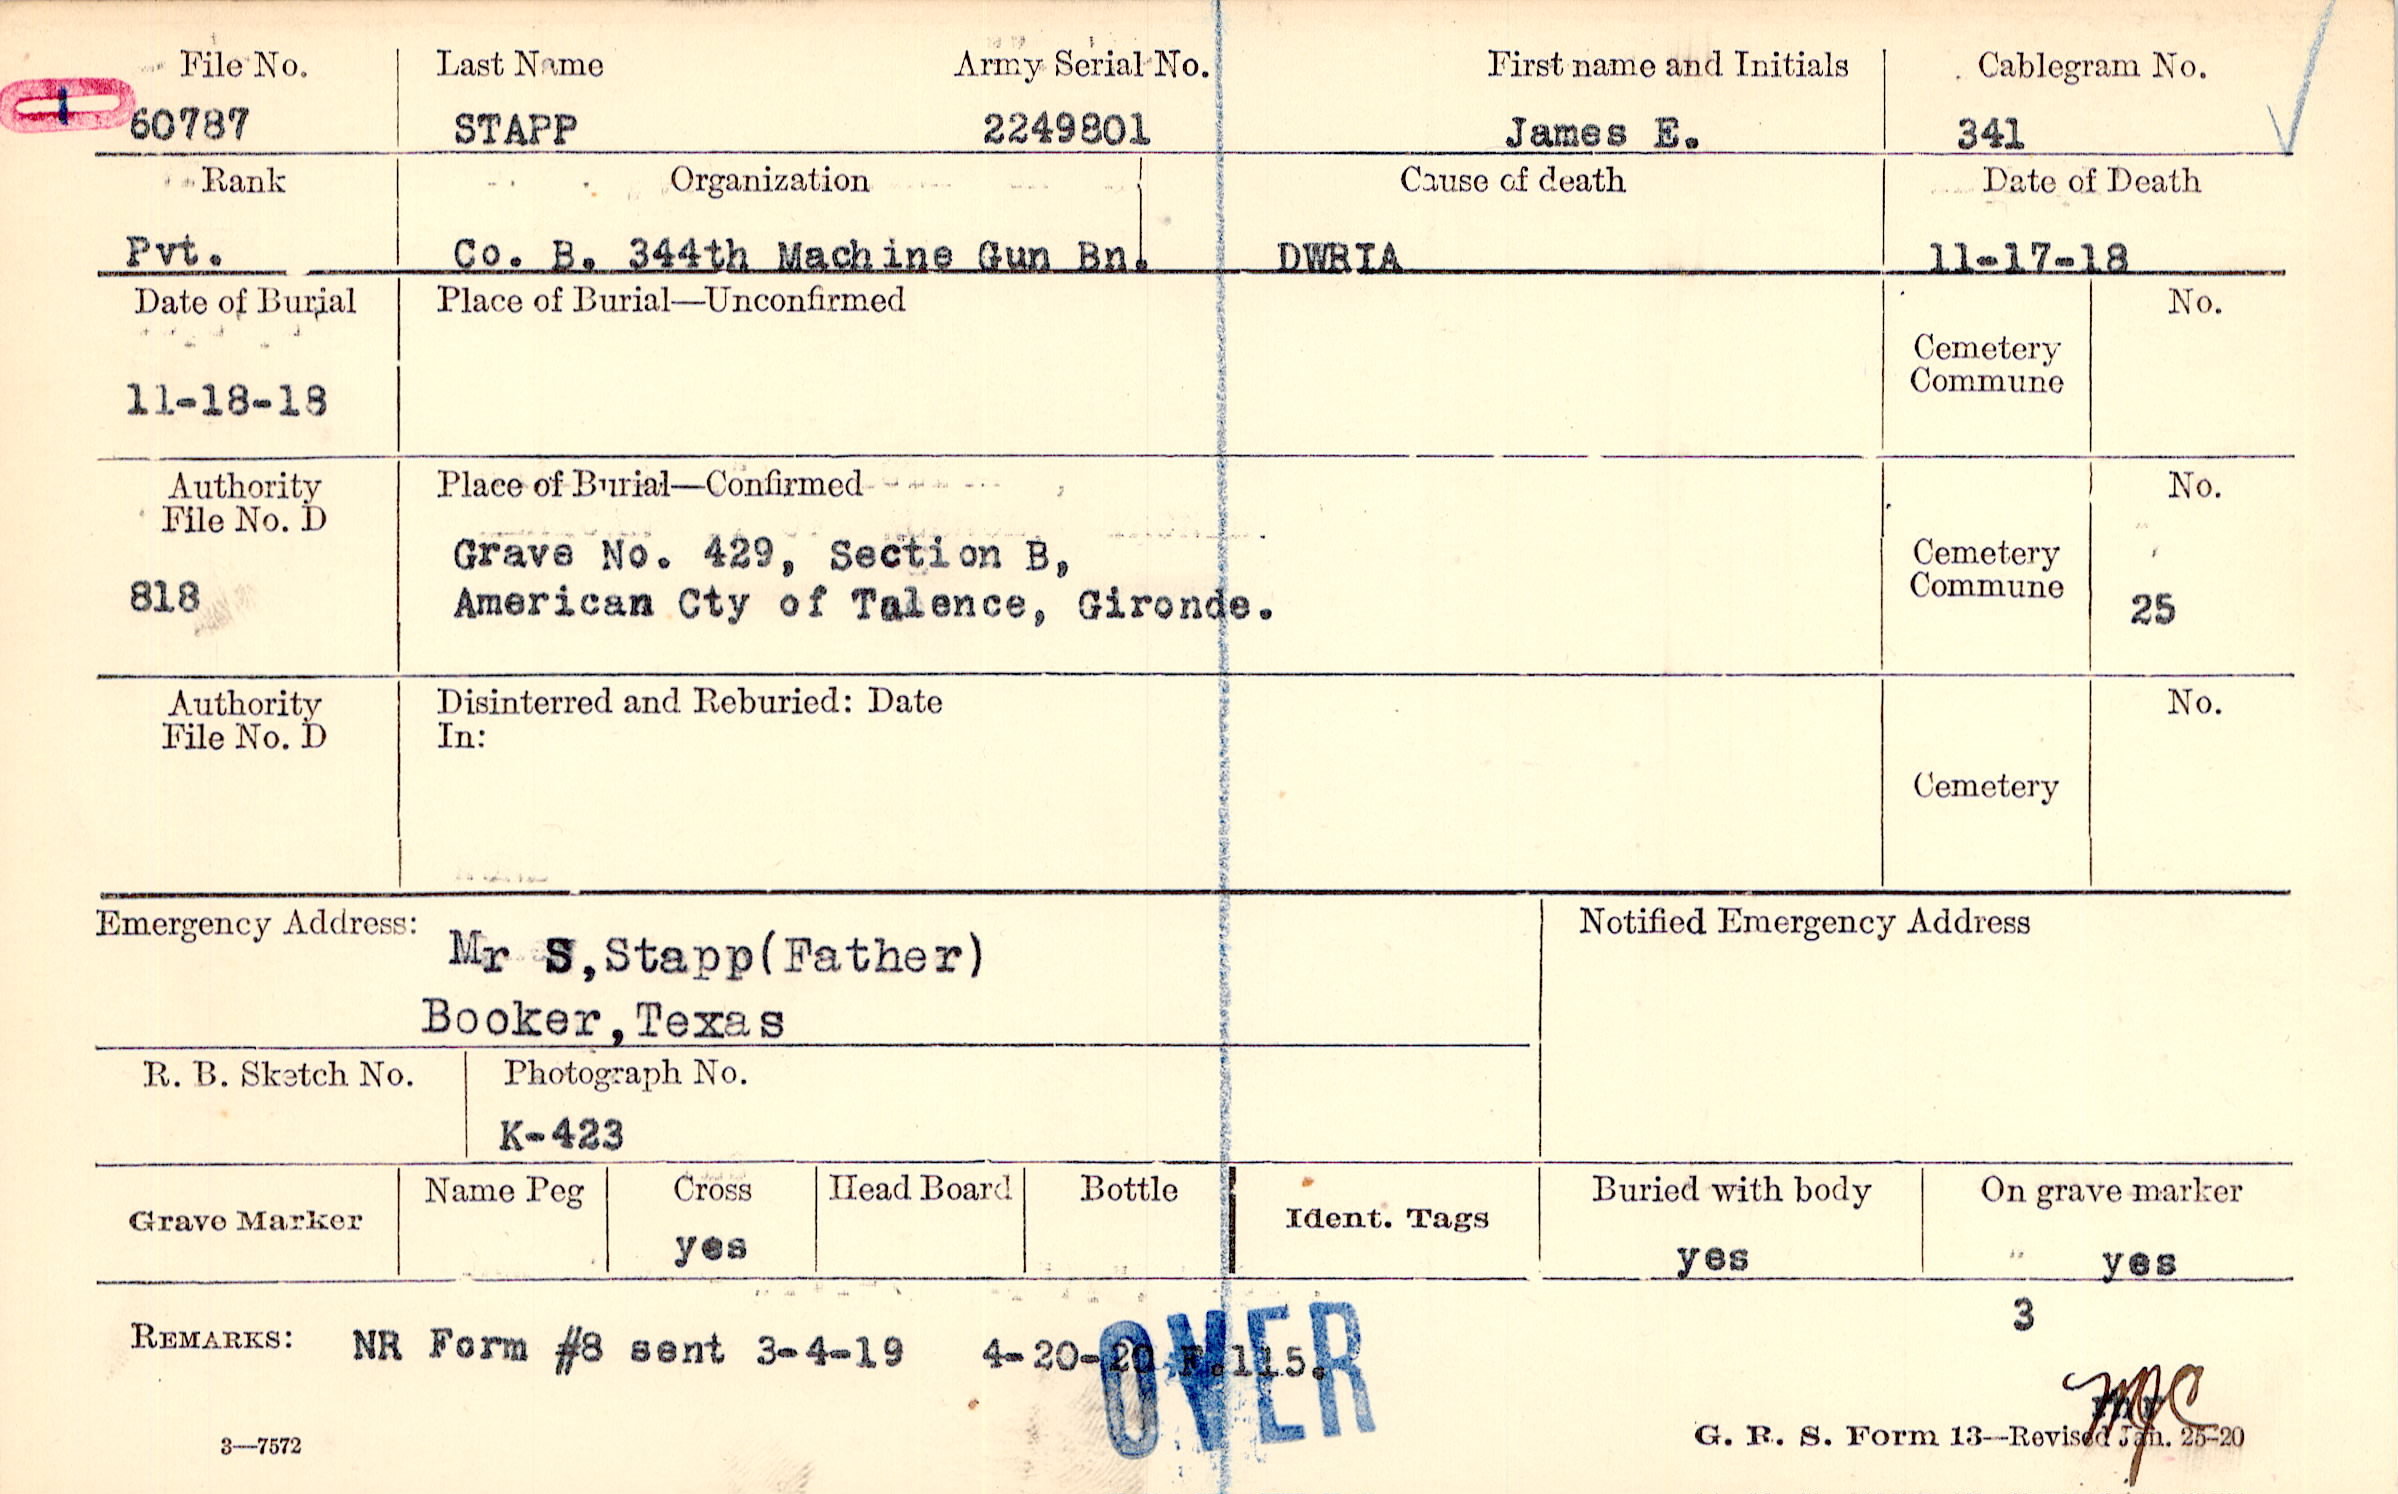 File No. Last Name Army Serial No. First name and Initials Cablegram No.
1 60787 STAPP 2249801 James E. 341
Rank Organization Cause of death Date of Death
Pvt. Co. B. 344th Machine Gun Bn. DWRIA 11-17-18
Date of Burial Place of Burial—Unconfirmed No.
Cemetery
Commune
11-18-18
Authority Place of Burial—Confirmed No.
File No. D
Grave No. 429, Section B, Cemetery
818 American Cty of Talence, Gironde. Commune 25
Authority Disinterred and Reburied: Date No.
File No. D In:
Cemetery
Emergency Address: Notified Emergency Address
Mr S,Stapp(Father)
Booker,Texas
R. B. Sketch No. Photograph No.
K-423
Grave Marker Name Peg Cross Head Board Bottle Ident. Tags Buried with body On grave marker
yes yes yes
3
REMARKS: NR Form #8 sent 3-4-19 4-20-20 F.115.
OVER
MJC
3—7572 G. R. S. Form 13—Revised Jan. 25-20